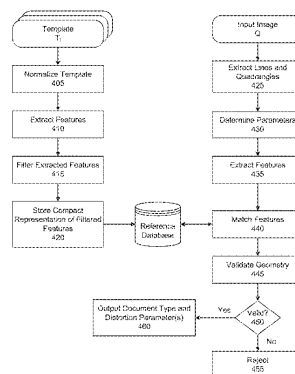 Template
T
Normalize Template
405
Extract Features
410
Filter Extracted Features
415
Store Compact
Representation of Filtered
Features
420
Reference
Database
Input Image
Q
Extract Lines and
Quadrangles
425
Determine Parameters
430
Extract Features
435
Match Features
440
Validate Geometry
445
Valid?
450
Yes
No
Output Document Type and
Distortion Parameter(s)
460
Reject
455